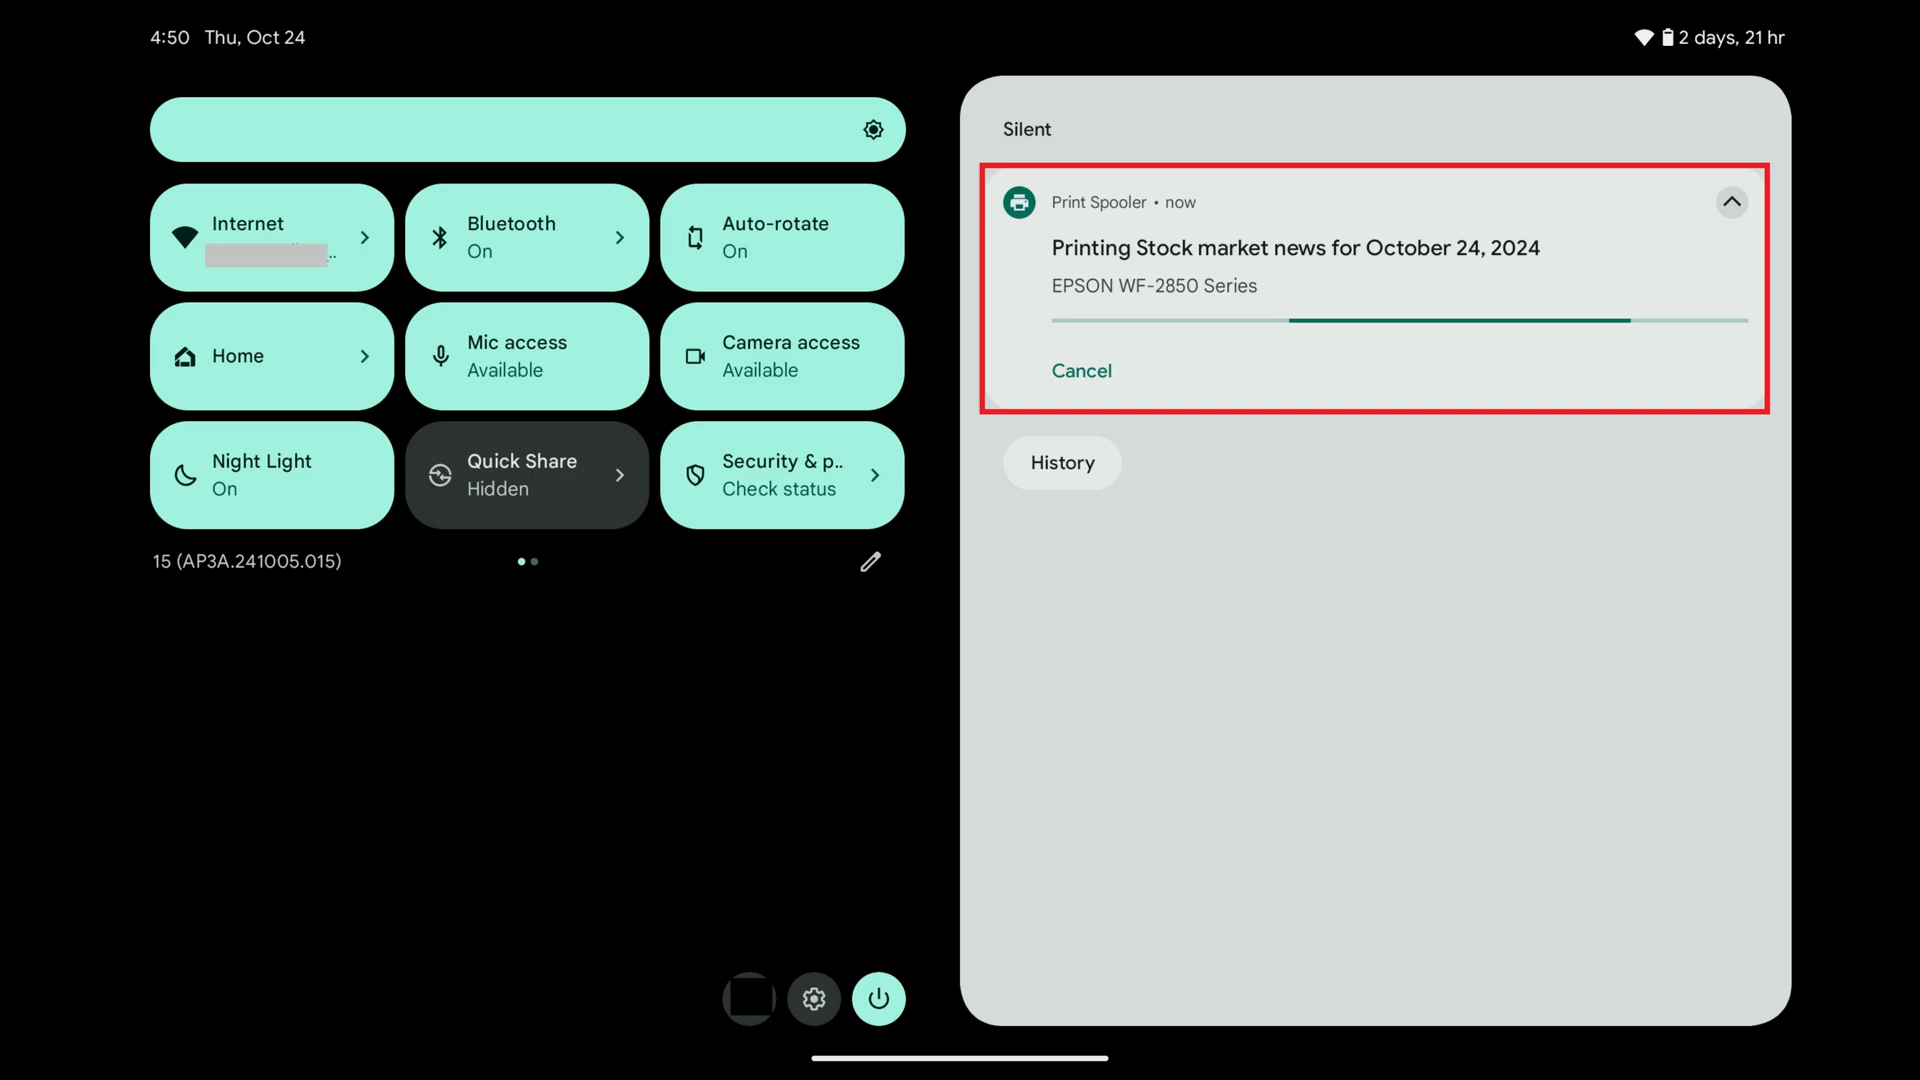 4:50 Thu, Oct 24
2 days, 21 hr
Internet
Bluetooth
On
Auto-rotate
On
Home
Mic access
Available
Camera access
Available
Night Light
On
Quick Share
Hidden
Security & p..
Check status
15 (AP3A.241005.015)
Silent
Print Spooler • now
Printing Stock market news for October 24, 2024
EPSON WF-2850 Series
Cancel
History